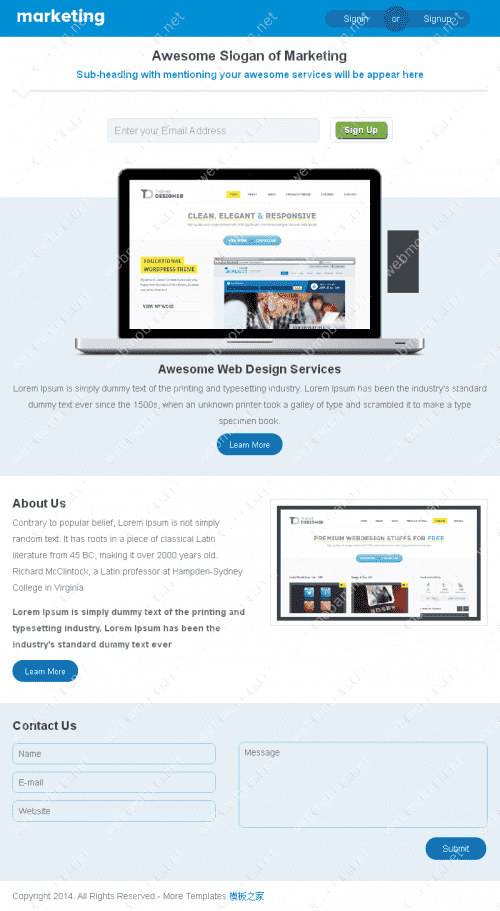 marketing
Signin or Signup
Awesome Slogan of Marketing
Sub-heading with mentioning your awesome services will be appear here
Enter your Email Address
Sign Up
THEME
DESIGNER
CLEAN, ELEGANT & RESPONSIVE
EDUCATIONAL
WORDPRESS THEME
Awesome Web Design Services
Lorem Ipsum is simply dummy text of the printing and typesetting industry. Lorem Ipsum has been the industry's standard
dummy text ever since the 1500s, when an unknown printer took a galley of type and scrambled it to make a type
specimen book.
Learn More
About Us
Contrary to popular belief, Lorem Ipsum is not simply
random text. It has roots in a piece of classical Latin
literature from 45 BC, making it over 2000 years old.
Richard McClintock, a Latin professor at Hampden-Sydney
College in Virginia
Lorem Ipsum is simply dummy text of the printing and
typesetting industry. Lorem Ipsum has been the
industry's standard dummy text ever
Learn More
THEME
DESIGNER
PREMIUM WEBDESIGN STUFFS FOR FREE
Contact Us
Name
E-mail
Website
Message
Submit
Copyright 2014. All Rights Reserved.- More Templates 模板之家